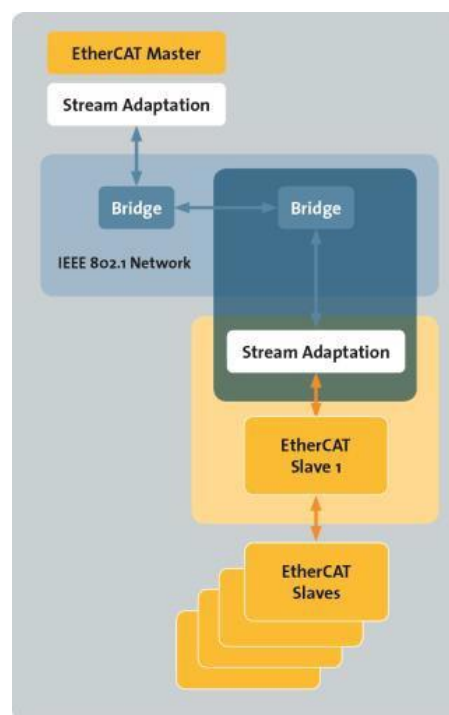 EtherCAT Master
Stream Adaptation
Bridge
Bridge
IEEE 802.1 Network
Stream Adaptation
EtherCAT
Slave 1
EtherCAT
Slaves